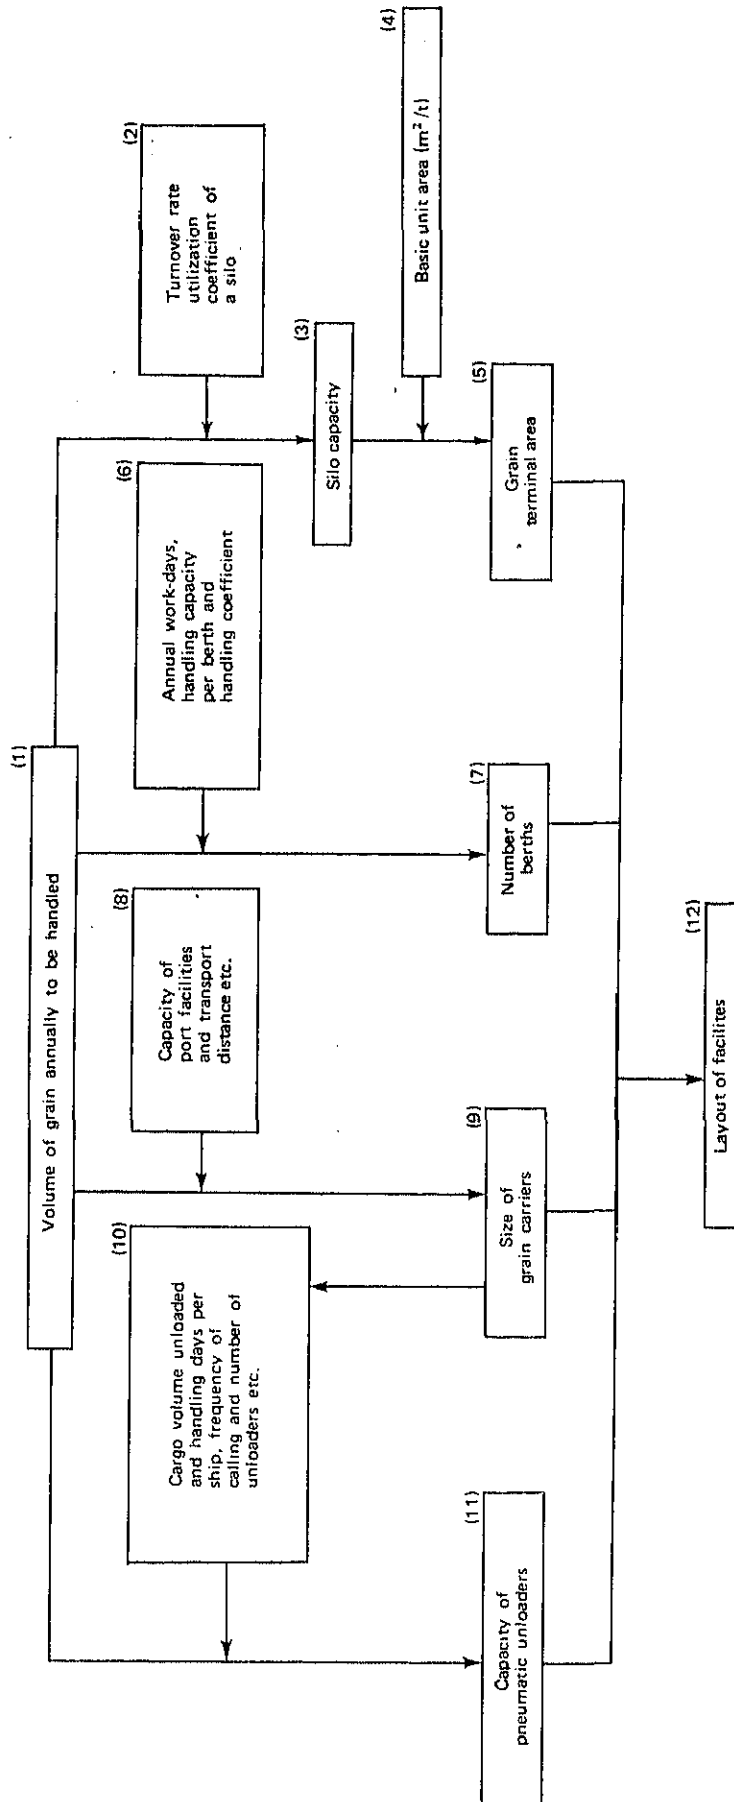 (1)
Volume of grain annually to be handled
(2)
Turnover rate
utilization
coefficient of
a silo
(3)
Silo capacity
(4)
Basic unit area (m²/t)
(5)
Grain
terminal area
(6)
Annual work-days,
handling capacity
per berth and
handling coefficient
(7)
Number of
berths
(8)
Capacity of
port facilities
and transport
distance etc.
(9)
Size of
grain carriers
(10)
Cargo volume unloaded
and handling days per
ship, frequency of
calling and number of
unloaders etc.
(11)
Capacity of
pneumatic unloaders
(12)
Layout of facilites